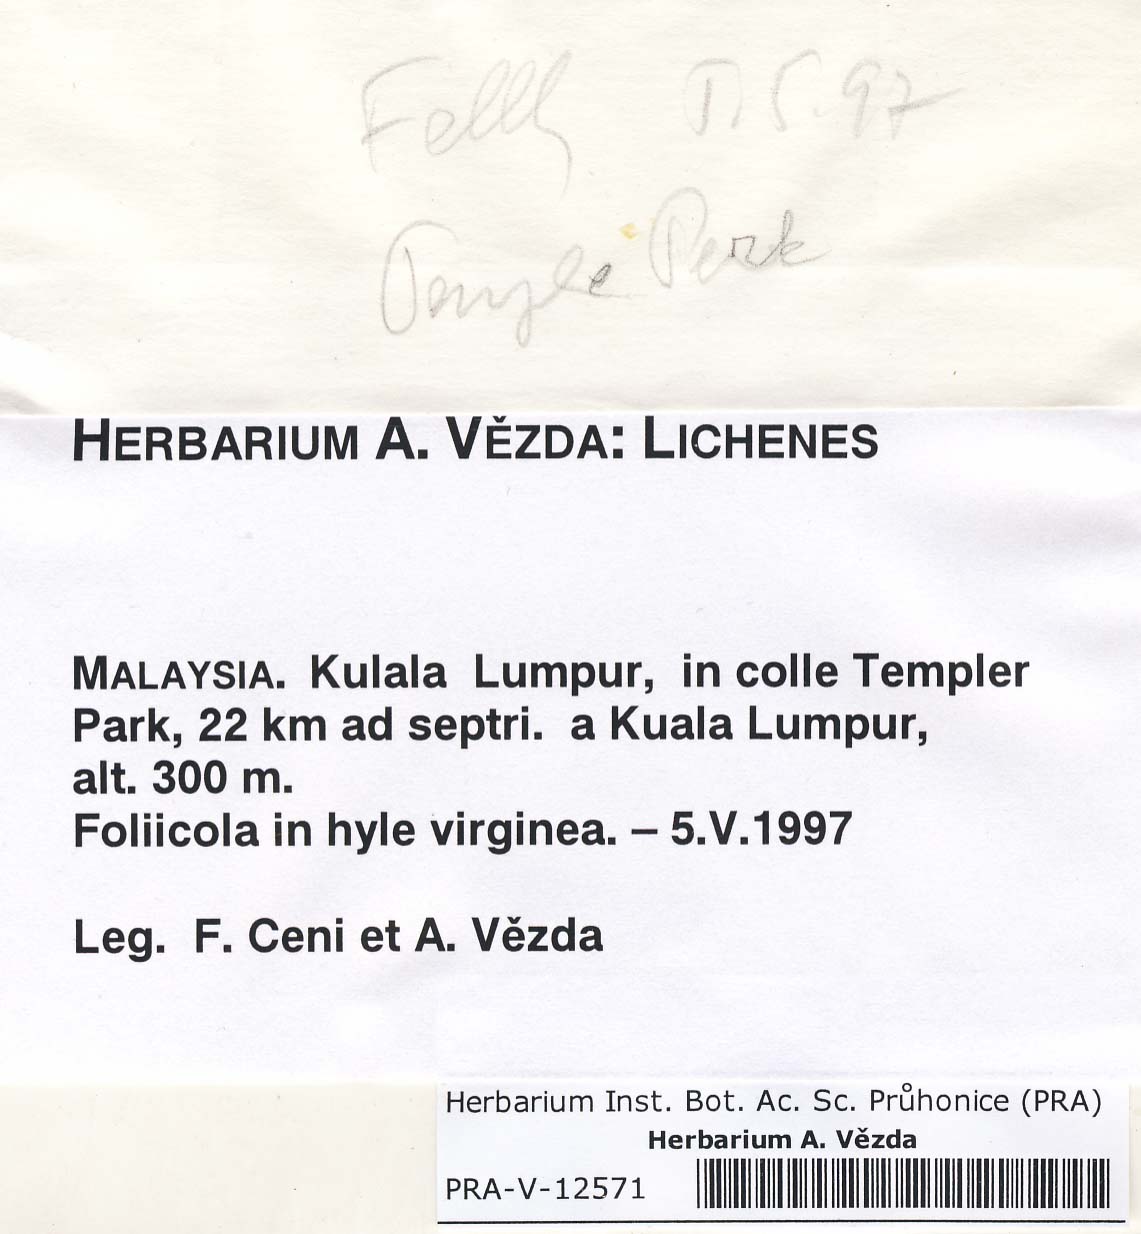 5.97
Park
HERBARIUM A. VĚZDA: LICHENES
MALAYSIA. Kulala Lumpur, in colle Templer
Park, 22 km ad septri. a Kuala Lumpur,
alt. 300 m.
Foliicola in hyle virginea. – 5.V.1997
Leg. F. Ceni et A. Vězda
Herbarium Inst. Bot. Ac. Sc. Průhonice (PRA)
Herbarium A. Vězda
PRA-V-12571